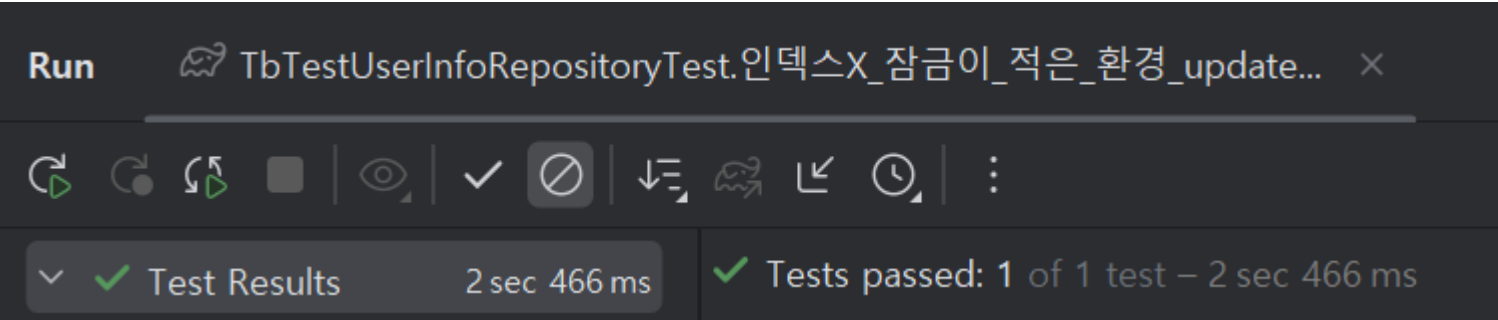 Run TbTestUserInfoRepositoryTest.인덱스X_잠금이_적은_환경_update...
Test Results 2 sec 466 ms
Tests passed: 1 of 1 test – 2 sec 466 ms